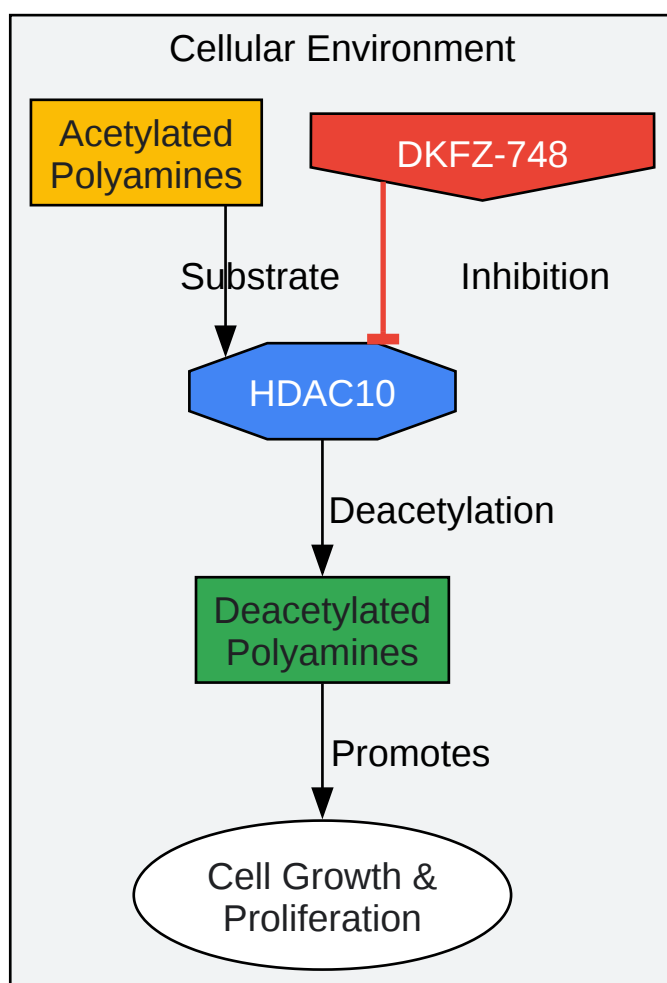 Cellular Environment
Acetylated
Polyamines
DKFZ-748
Substrate
Inhibition
HDAC10
Deacetylation
Deacetylated
Polyamines
Promotes
Cell Growth &
Proliferation